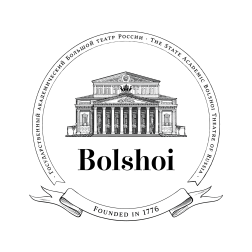 Государственный академический Большой театр России · The State Academic Bolshoi Theatre of Russia ·
Bolshoi
Founded in 1776